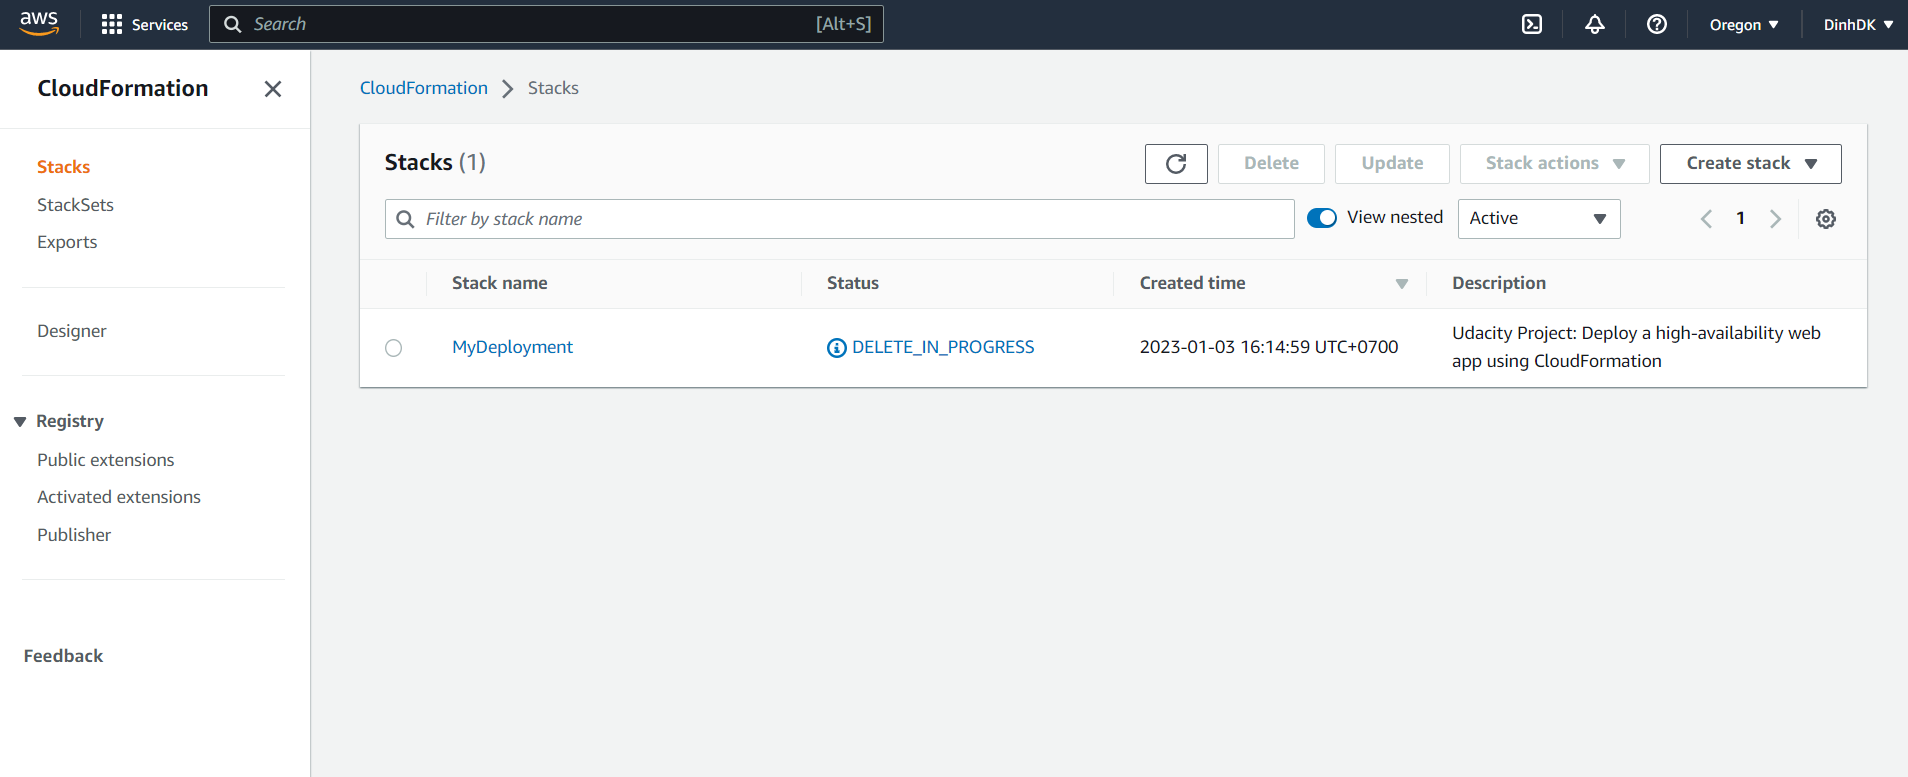 aws
Services
Search [Alt+S]
Oregon
DinhDK
CloudFormation
Stacks
StackSets
Exports
Designer
Registry
Public extensions
Activated extensions
Publisher
Feedback
CloudFormation
Stacks
Stacks (1)
Delete
Update
Stack actions
Create stack
Filter by stack name
View nested
Active
1
Stack name
Status
Created time
Description
MyDeployment
DELETE_IN_PROGRESS
2023-01-03 16:14:59 UTC+0700
Udacity Project: Deploy a high-availability web
app using CloudFormation